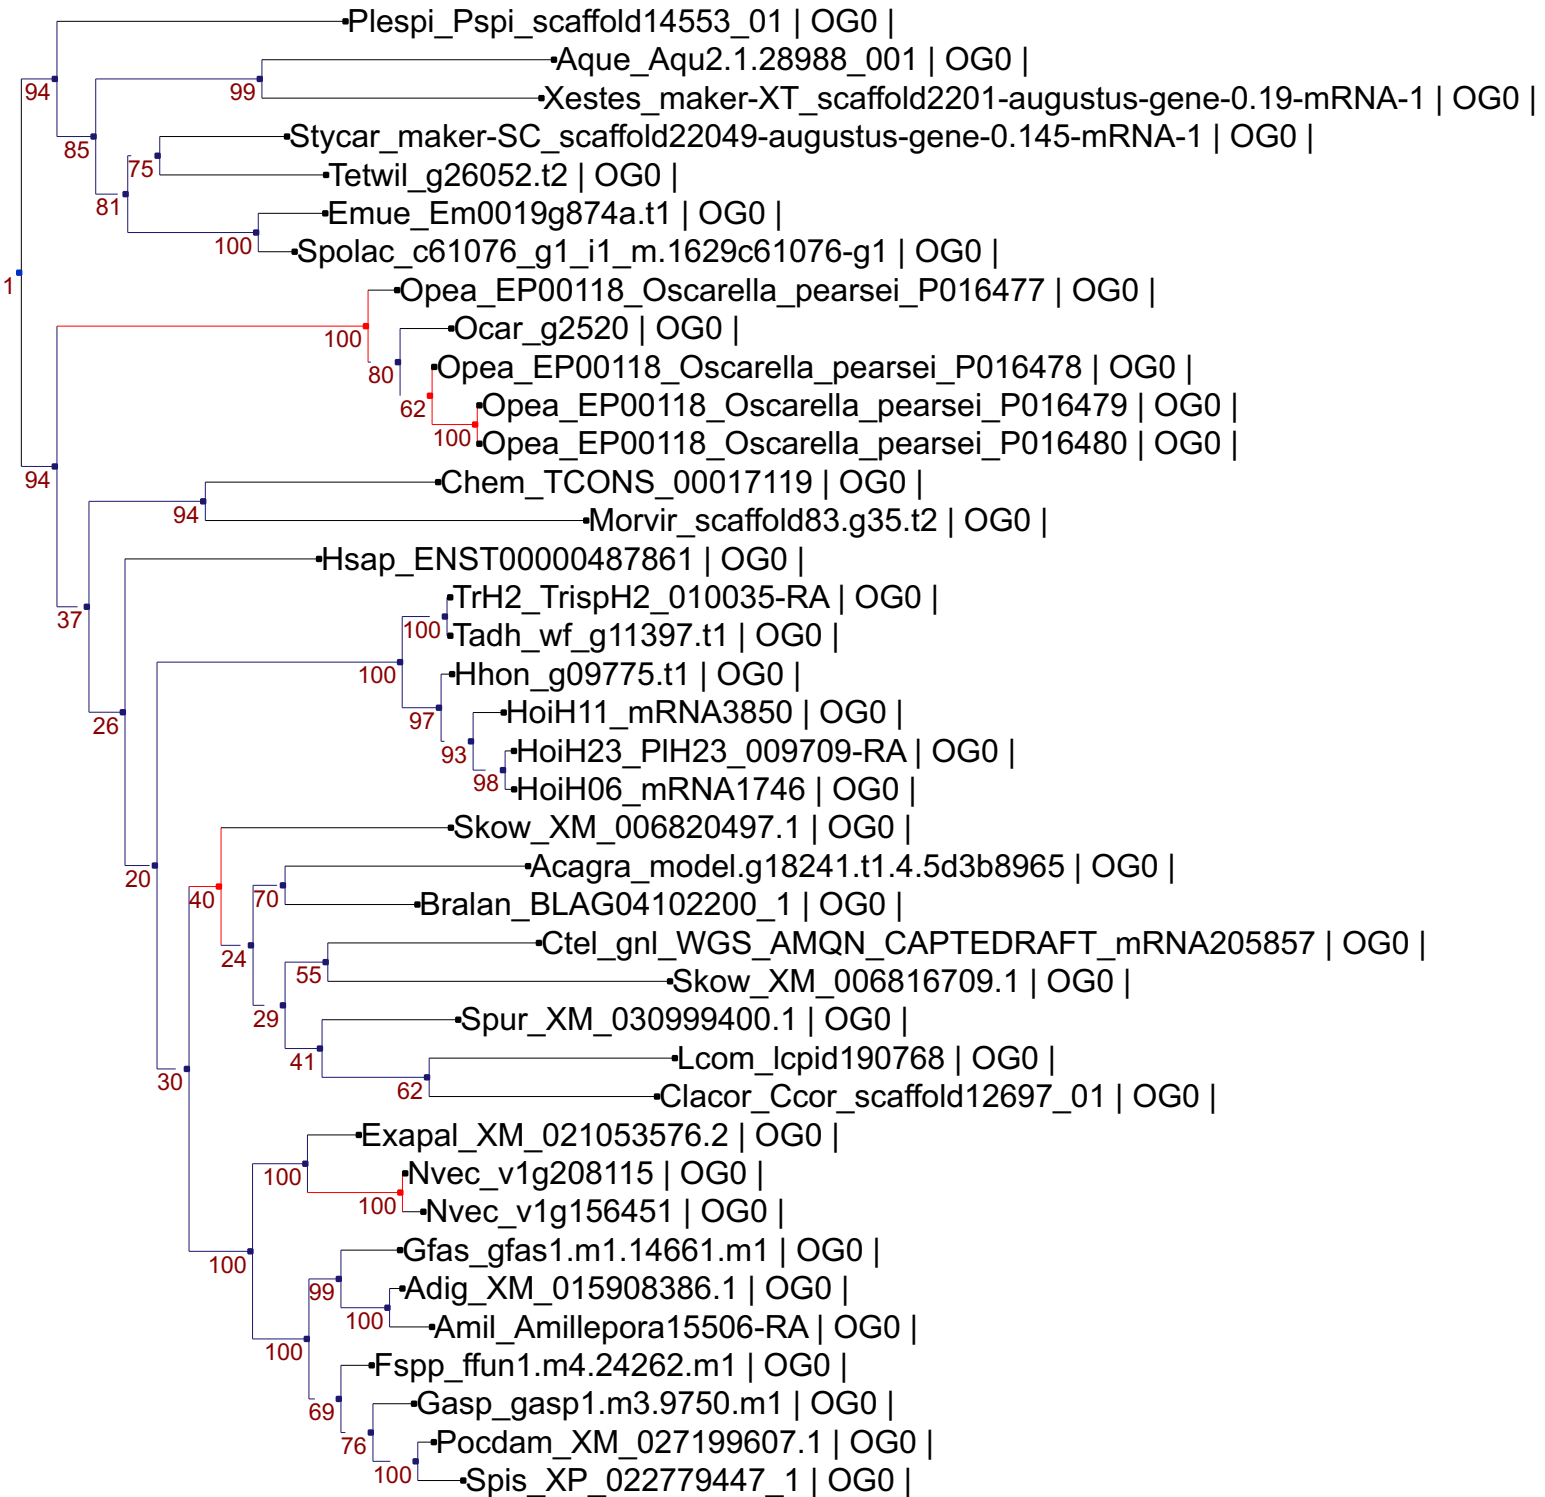 Plespi_Pspi_scaffold14553_01 | OG0 |
Aque_Aqu2.1.28988_001 | OG0 |
94
99
Xestes_maker-XT_scaffold2201-augustus-gene-0.19-mRNA-1 | OG0 |
Stycar_maker-SC_scaffold22049-augustus-gene-0.145-mRNA-1 | OG0 |
85
75
Tetwil_g26052.t2 | OG0 |
81
Emue_Em0019g874a.t1 | OG0 |
100
Spolac_c61076_g1_i1_m.1629c61076-g1 | OG0 |
1
Opea_EP00118_Oscarella_pearsei_P016477 | OG0 |
Ocar_g2520 | OG0 |
100
Opea_EP00118_Oscarella_pearsei_P016478 | OG0 |
80
Opea_EP00118_Oscarella_pearsei_P016479 | OG0 |
62
100
Opea_EP00118_Oscarella_pearsei_P016480 | OG0 |
94
Chem_TCONS_00017119 | OG0 |
94
Morvir_scaffold83.g35.t2 | OG0 |
Hsap_ENST00000487861 | OG0 |
TrH2_TrispH2_010035-RA | OG0 |
37
100
Tadh_wf_g11397.t1 | OG0 |
100
Hhon_g09775.t1 | OG0 |
HoiH11_mRNA3850 | OG0 |
26
97
HoiH23_PlH23_009709-RA | OG0 |
93
98
HoiH06_mRNA1746 | OG0 |
Skow_XM_006820497.1 | OG0 |
Acagra_model.g18241.t1.4.5d3b8965 | OG0 |
20
40
70
Bralan_BLAG04102200_1 | OG0 |
Ctel_gnl_WGS_AMQN_CAPTEDRAFT_mRNA205857 | OG0 |
24
55
Skow_XM_006816709.1 | OG0 |
29
Spur_XM_030999400.1 | OG0 |
41
Lcom_lcpid190768 | OG0 |
30
62
Clacor_Ccor_scaffold12697_01 | OG0 |
Exapal_XM_021053576.2 | OG0 |
100
Nvec_v1g208115 | OG0 |
100
Nvec_v1g156451 | OG0 |
Gfas_gfas1.m1.14661.m1 | OG0 |
100
99
Adig_XM_015908386.1 | OG0 |
100
Amil_Amillepora15506-RA | OG0 |
100
Fspp_ffun1.m4.24262.m1 | OG0 |
69
Gasp_gasp1.m3.9750.m1 | OG0 |
76
Pocdam_XM_027199607.1 | OG0 |
100
Spis_XP_022779447_1 | OG0 |